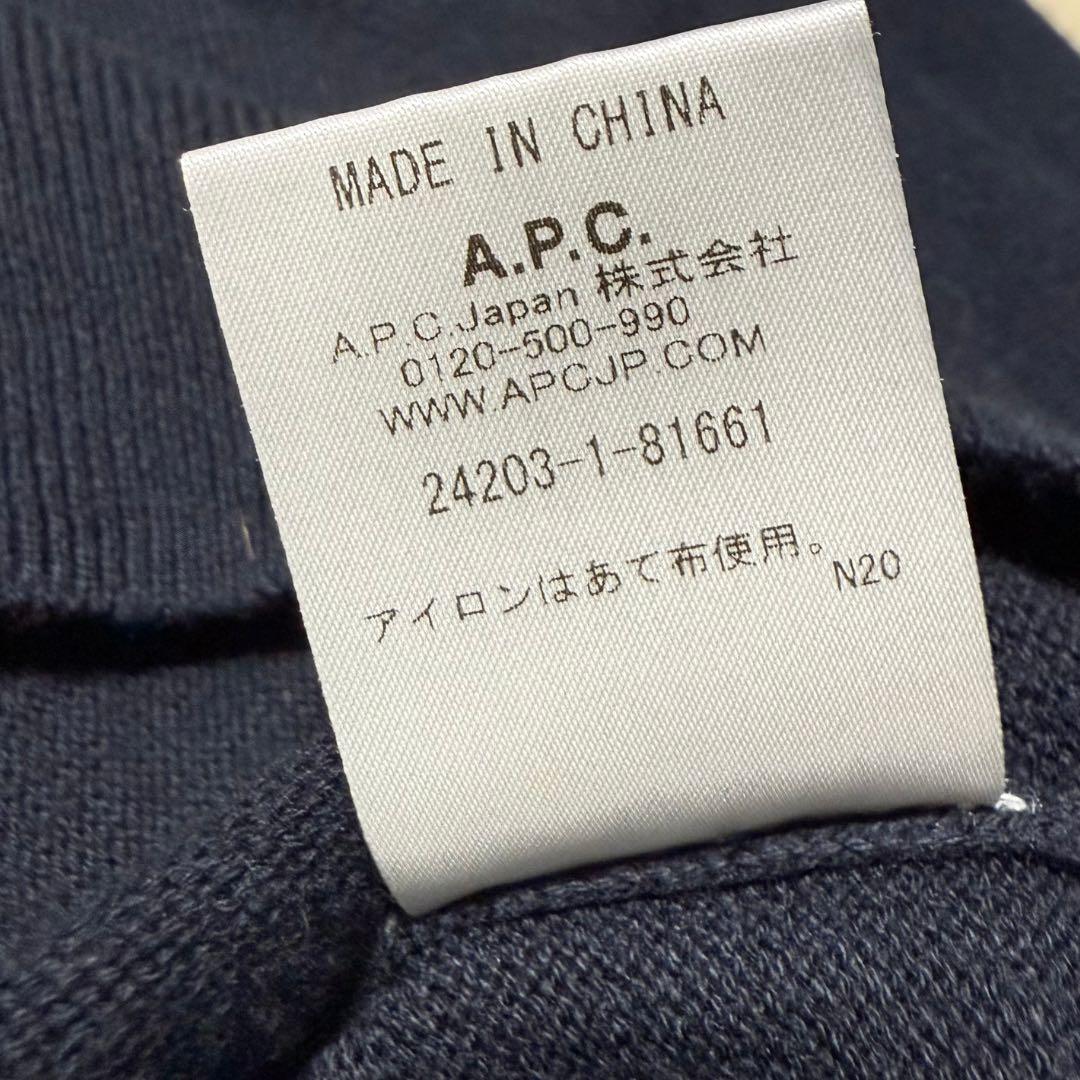 MADE IN CHINA
A.P.C.
A.P.C.Japan 株式会社
0120-500-990
WWW.APCJP.COM
24203-1-81661
アイロンはあて布使用。
N20